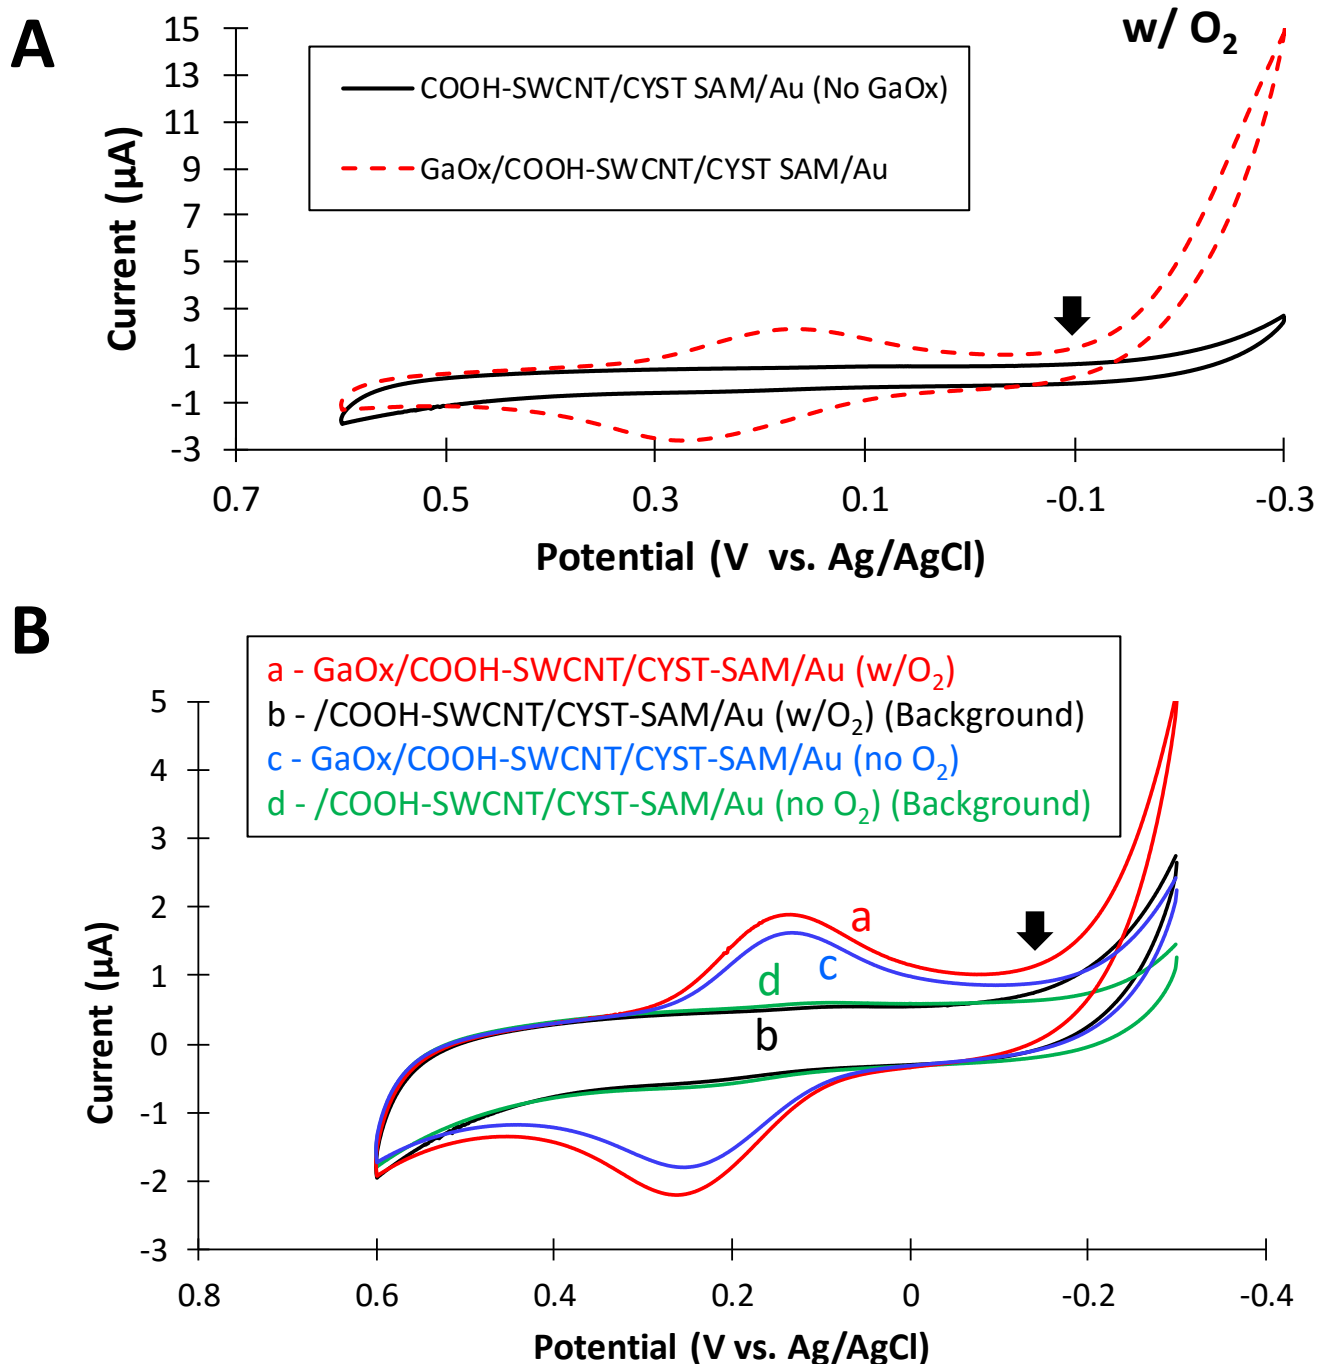 A
w/ O₂
COOH-SWCNT/CYST SAM/Au (No GaOx)
GaOx/COOH-SWCNT/CYST SAM/Au
Current (µA)
15
13
11
9
7
5
3
1
-1
-3
0.7 0.5 0.3 0.1 -0.1 -0.3
Potential (V vs. Ag/AgCl)
B
a - GaOx/COOH-SWCNT/CYST-SAM/Au (w/O₂)
b - /COOH-SWCNT/CYST-SAM/Au (w/O₂) (Background)
c - GaOx/COOH-SWCNT/CYST-SAM/Au (no O₂)
d - /COOH-SWCNT/CYST-SAM/Au (no O₂) (Background)
Current (µA)
5
4
3
2
1
0
-1
-2
-3
a
c
d
b
0.8 0.6 0.4 0.2 0 -0.2 -0.4
Potential (V vs. Ag/AgCl)